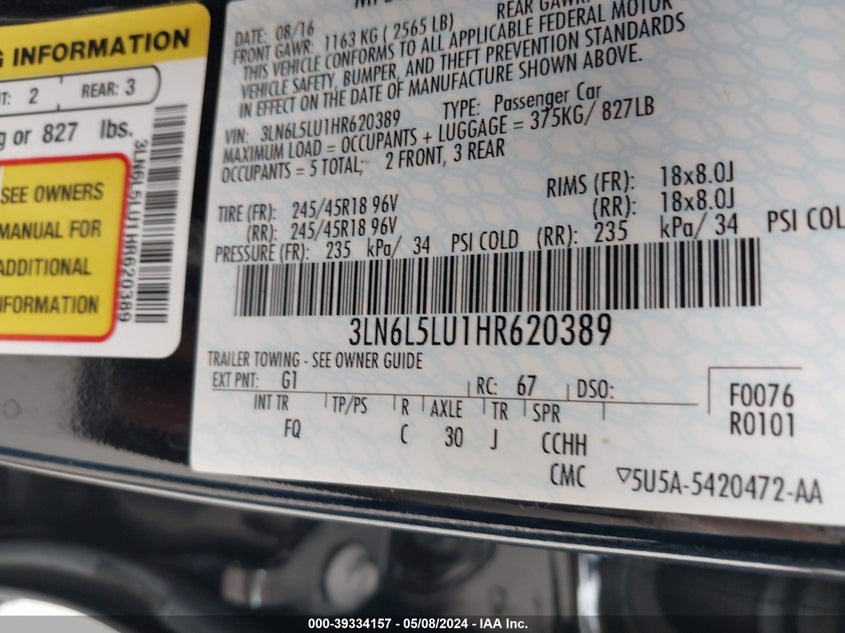 G INFORMATION
T: 2 REAR: 3
g or 827 lbs.
SEE OWNERS
MANUAL FOR
ADDITIONAL
INFORMATION
3LN6L5LU1HR620389
DATE: 08/16
FRONT GAWR: 1163 KG ( 2565 LB) REAR GAWR:
THIS VEHICLE CONFORMS TO ALL APPLICABLE FEDERAL MOTOR
VEHICLE SAFETY, BUMPER, AND THEFT PREVENTION STANDARDS
IN EFFECT ON THE DATE OF MANUFACTURE SHOWN ABOVE.
VIN: 3LN6L5LU1HR620389 TYPE: Passenger Car
MAXIMUM LOAD = OCCUPANTS + LUGGAGE = 375KG/ 827LB
OCCUPANTS = 5 TOTAL; 2 FRONT, 3 REAR
TIRE (FR): 245/45R18 96V RIMS (FR): 18x8.0J
(RR): 245/45R18 96V (RR): 18x8.0J
PRESSURE (FR): 235 kPa/ 34 PSI COLD (RR): 235 kPa/ 34 PSI COL
3LN6L5LU1HR620389
TRAILER TOWING - SEE OWNER GUIDE
EXT PNT: G1 RC: 67 DSO:
INT TR TP/PS R AXLE TR SPR
FQ C 30 J CCHH
F0076
R0101
CMC ▽5U5A-5420472-AA
000-39334157 - 05/08/2024 - IAA Inc.